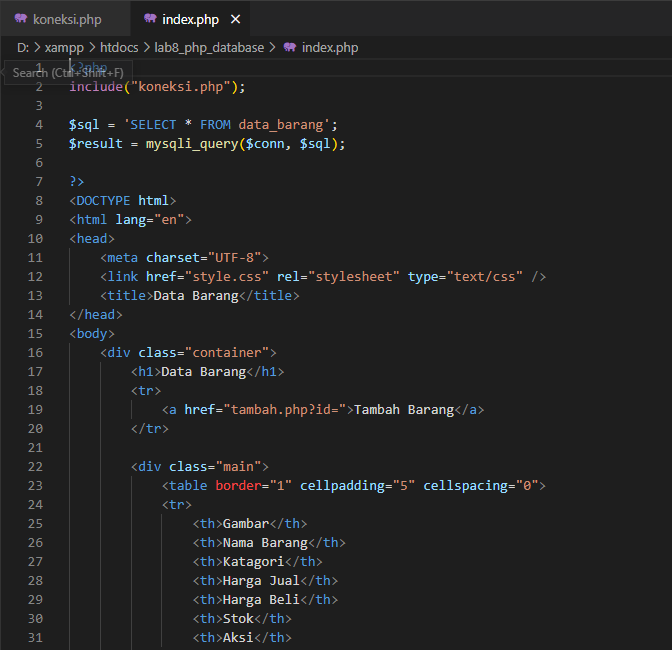 koneksi.php
index.php ×
D: > xampp > htdocs > lab8_php_database > index.php
Search (Ctrl+Shift+F)
1 <?php
2 include("koneksi.php");
3
4 $sql = 'SELECT * FROM data_barang';
5 $result = mysqli_query($conn, $sql);
6
7 ?>
8 <DOCTYPE html>
9 <html lang="en">
10 <head>
11 <meta charset="UTF-8">
12 <link href="style.css" rel="stylesheet" type="text/css" />
13 <title>Data Barang</title>
14 </head>
15 <body>
16 <div class="container">
17 <h1>Data Barang</h1>
18 <tr>
19 <a href="tambah.php?id=">Tambah Barang</a>
20 </tr>
21
22 <div class="main">
23 <table border="1" cellpadding="5" cellspacing="0">
24 <tr>
25 <th>Gambar</th>
26 <th>Nama Barang</th>
27 <th>Katagori</th>
28 <th>Harga Jual</th>
29 <th>Harga Beli</th>
30 <th>Stok</th>
31 <th>Aksi</th>